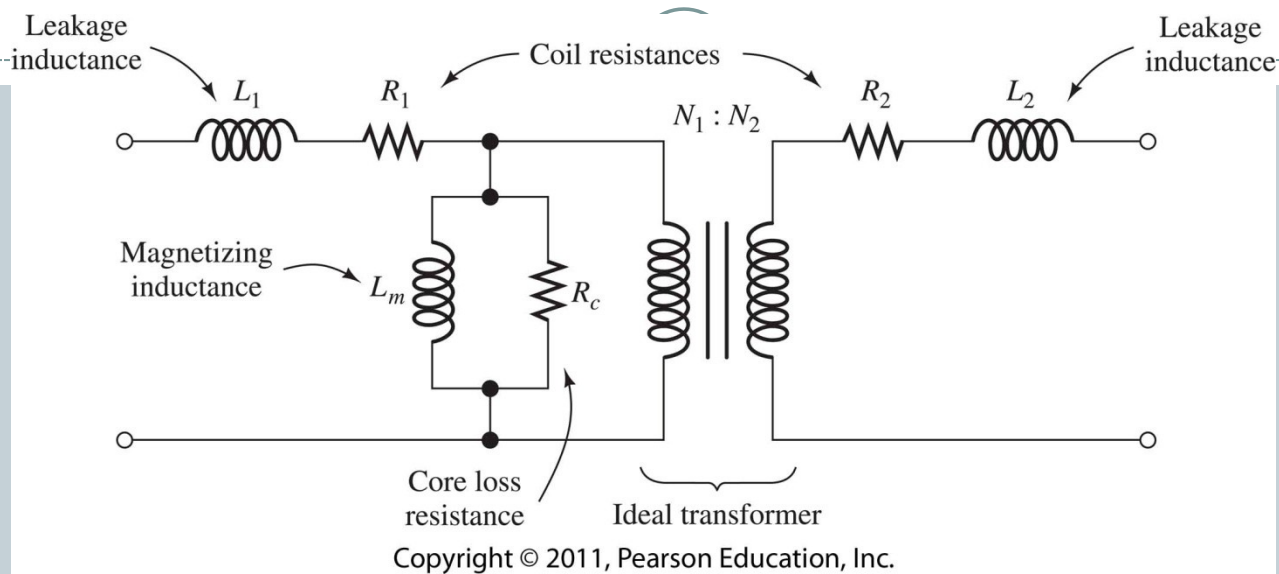 Leakage
inductance
Coil resistances
Leakage
inductance
L1
R1
N1 : N2
R2
L2
Magnetizing
inductance
Lm
Rc
Core loss
resistance
Ideal transformer
Copyright © 2011, Pearson Education, Inc.